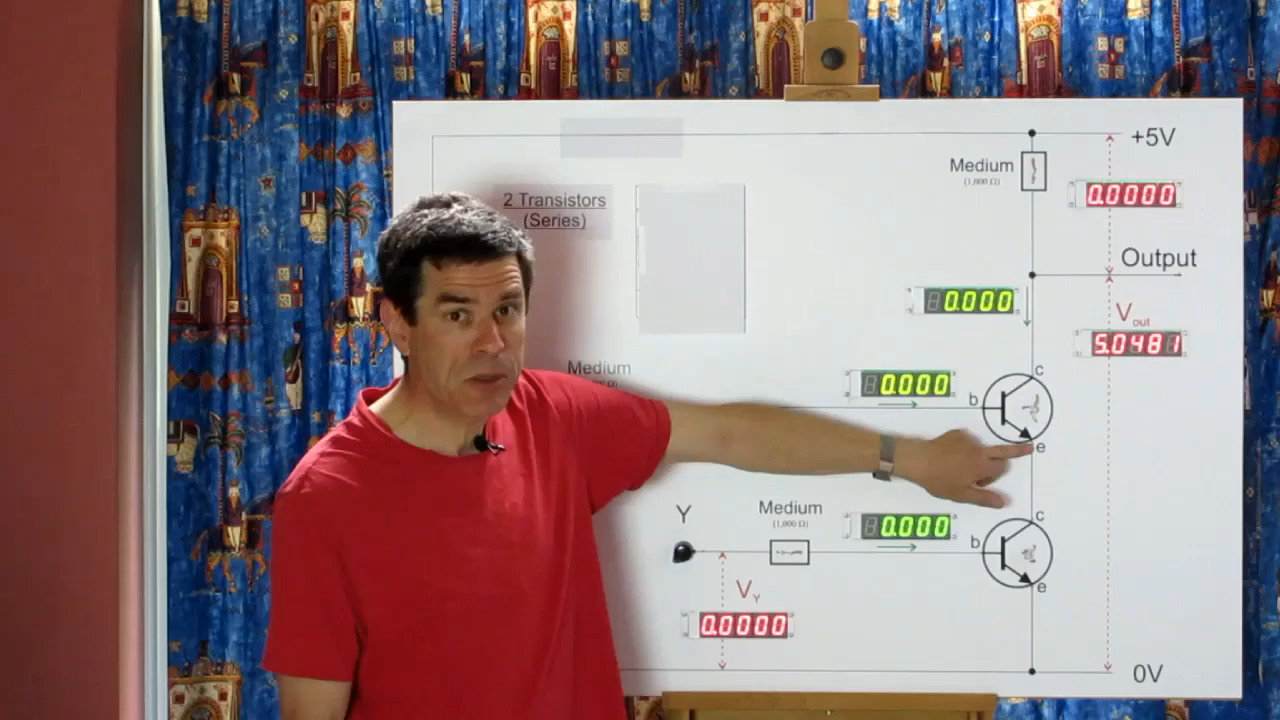 +5V
Medium
(1,000 Ω)
0.0000
2 Transistors
(Series)
Output
0.000
V out
5.0481
Medium
0.000
c
b
e
Y
Medium
(1,000 Ω)
0.000
c
b
e
V Y
0.0000
0V